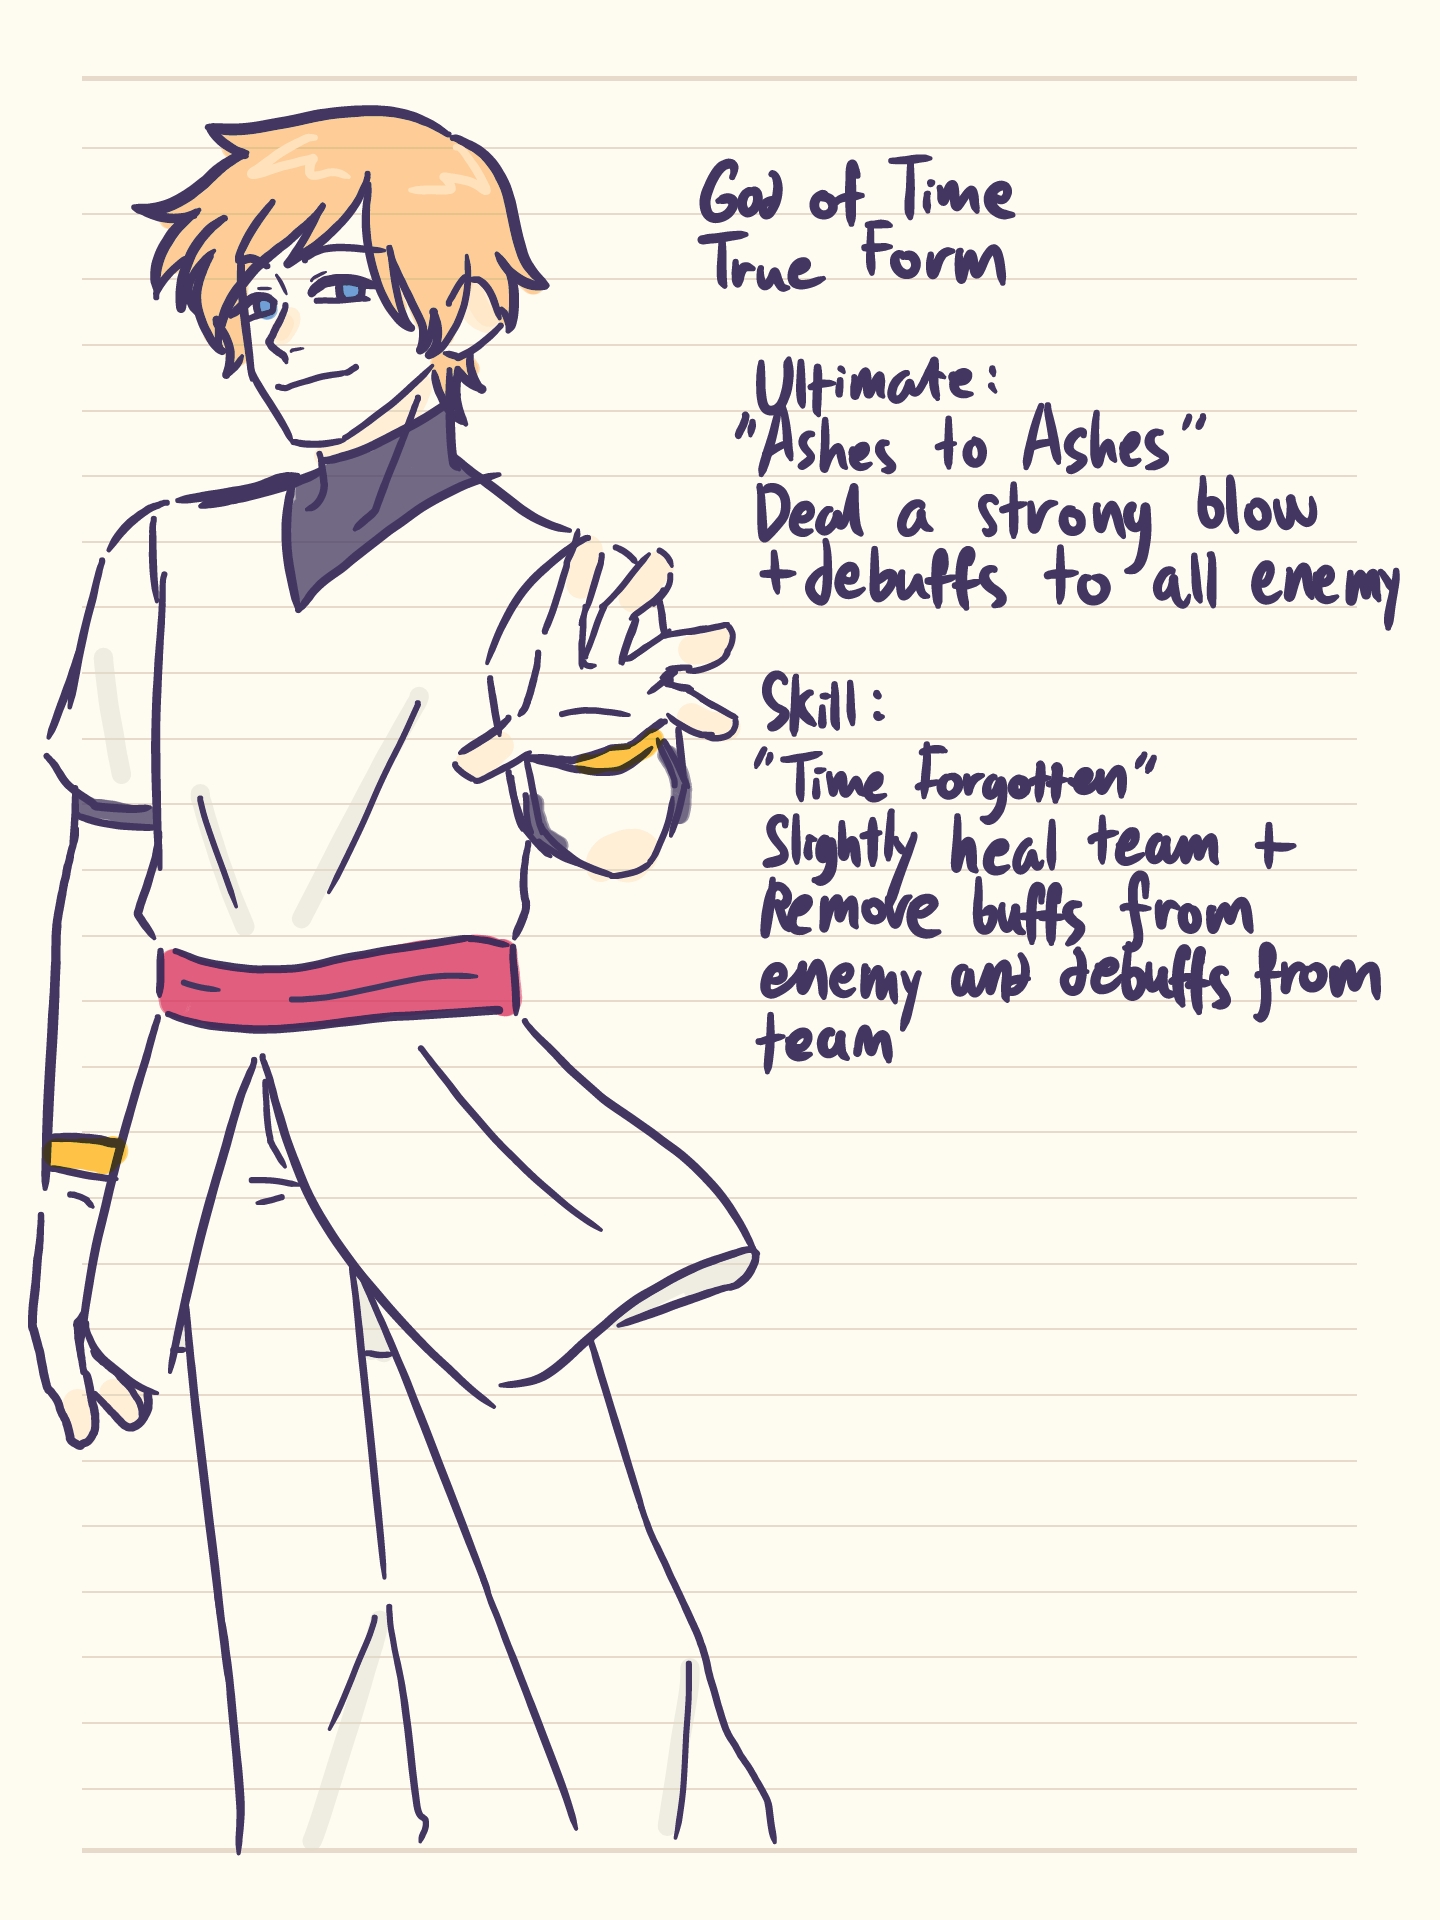 God of Time
True Form
Ultimate:
"Ashes to Ashes"
Deal a strong blow
+debuffs to all enemy
Skill:
"Time Forgotten"
Slightly heal team +
Remove buffs from
enemy and debuffs from
team